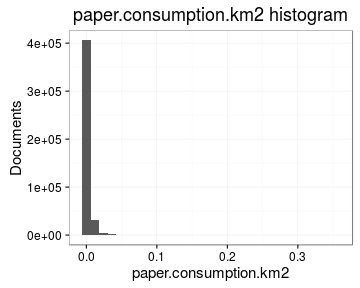 paper.consumption.km2 histogram
Documents
4e+05
3e+05
2e+05
1e+05
0e+00
0.0 0.1 0.2 0.3
paper.consumption.km2